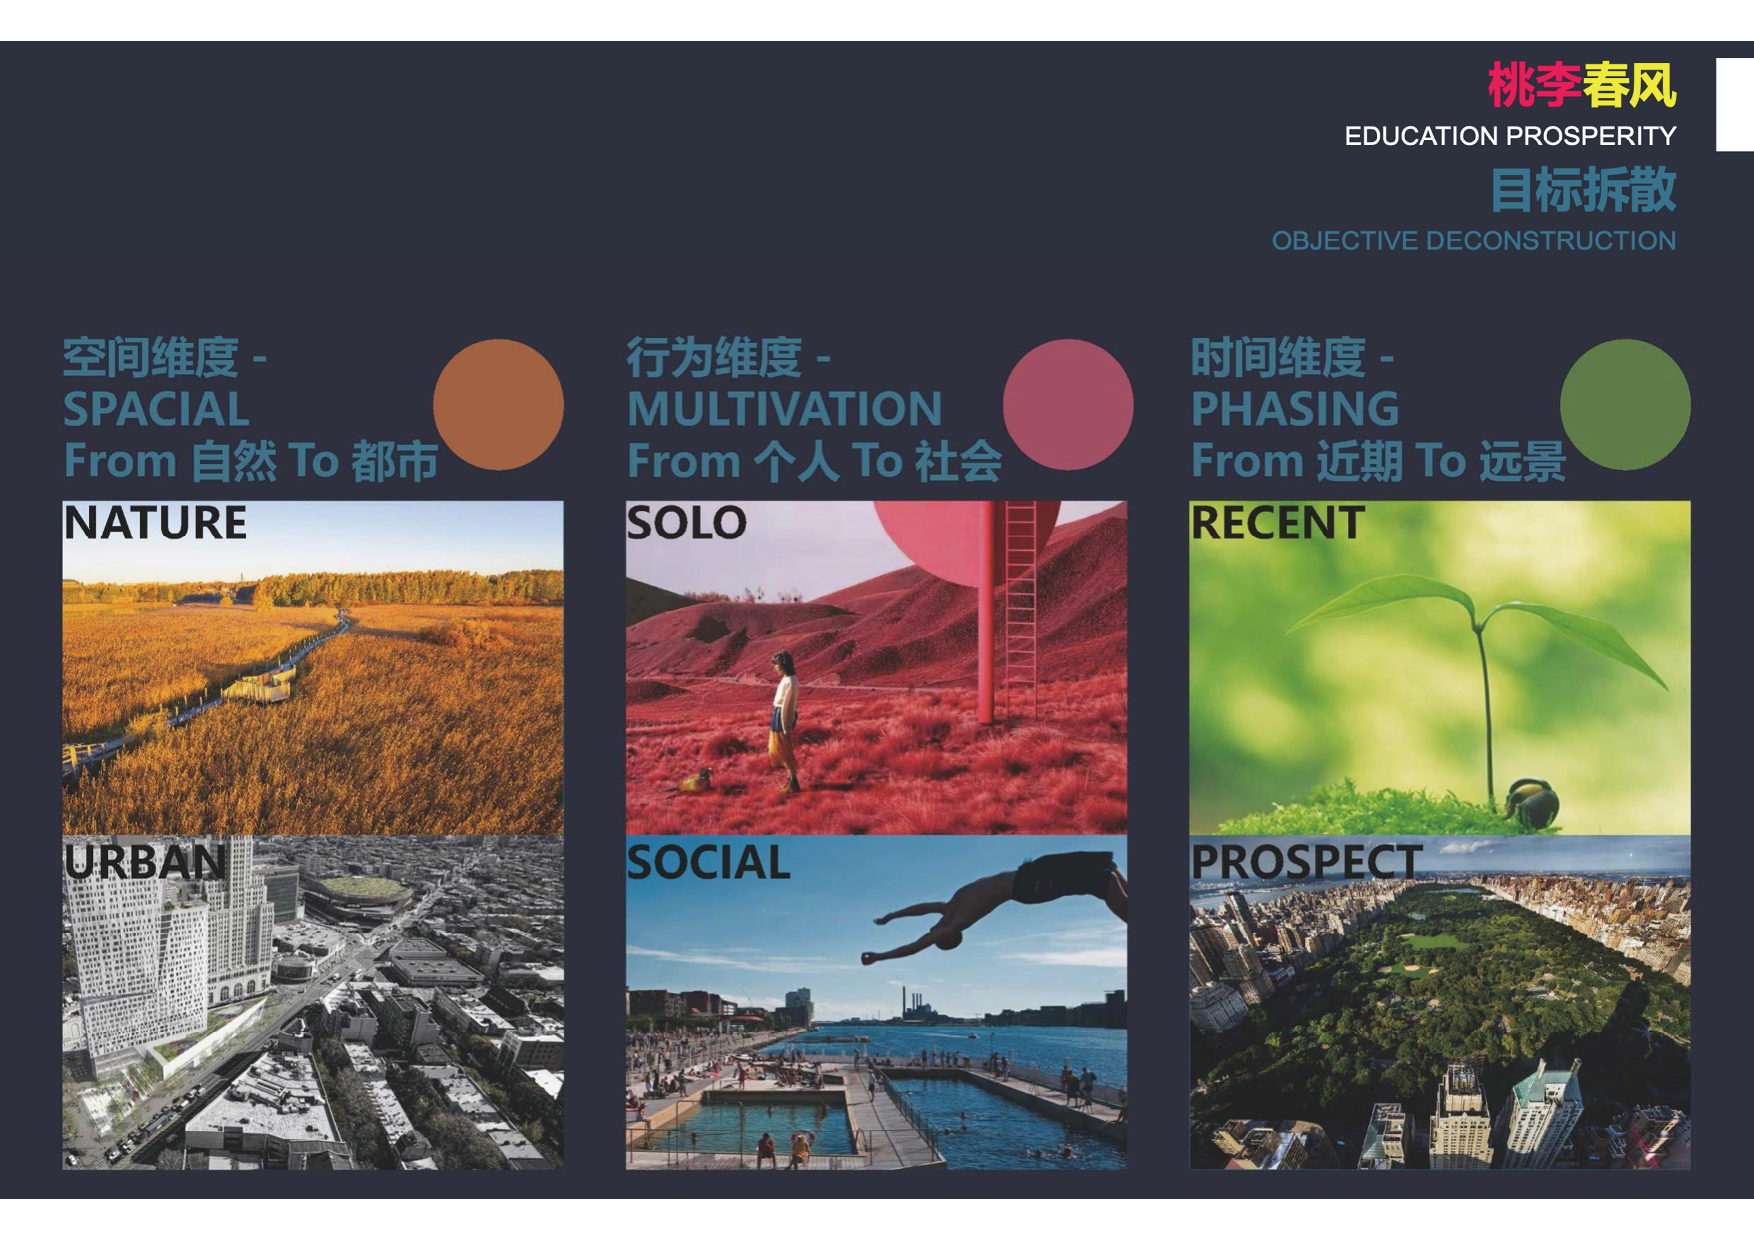 桃李春风
EDUCATION PROSPERITY
目标拆散
OBJECTIVE DECONSTRUCTION
空间维度 -
SPACIAL
From 自然 To 都市
NATURE
URBAN
行为维度 -
MULTIVATION
From 个人 To 社会
SOLO
SOCIAL
时间维度 -
PHASING
From 近期 To 远景
RECENT
PROSPECT